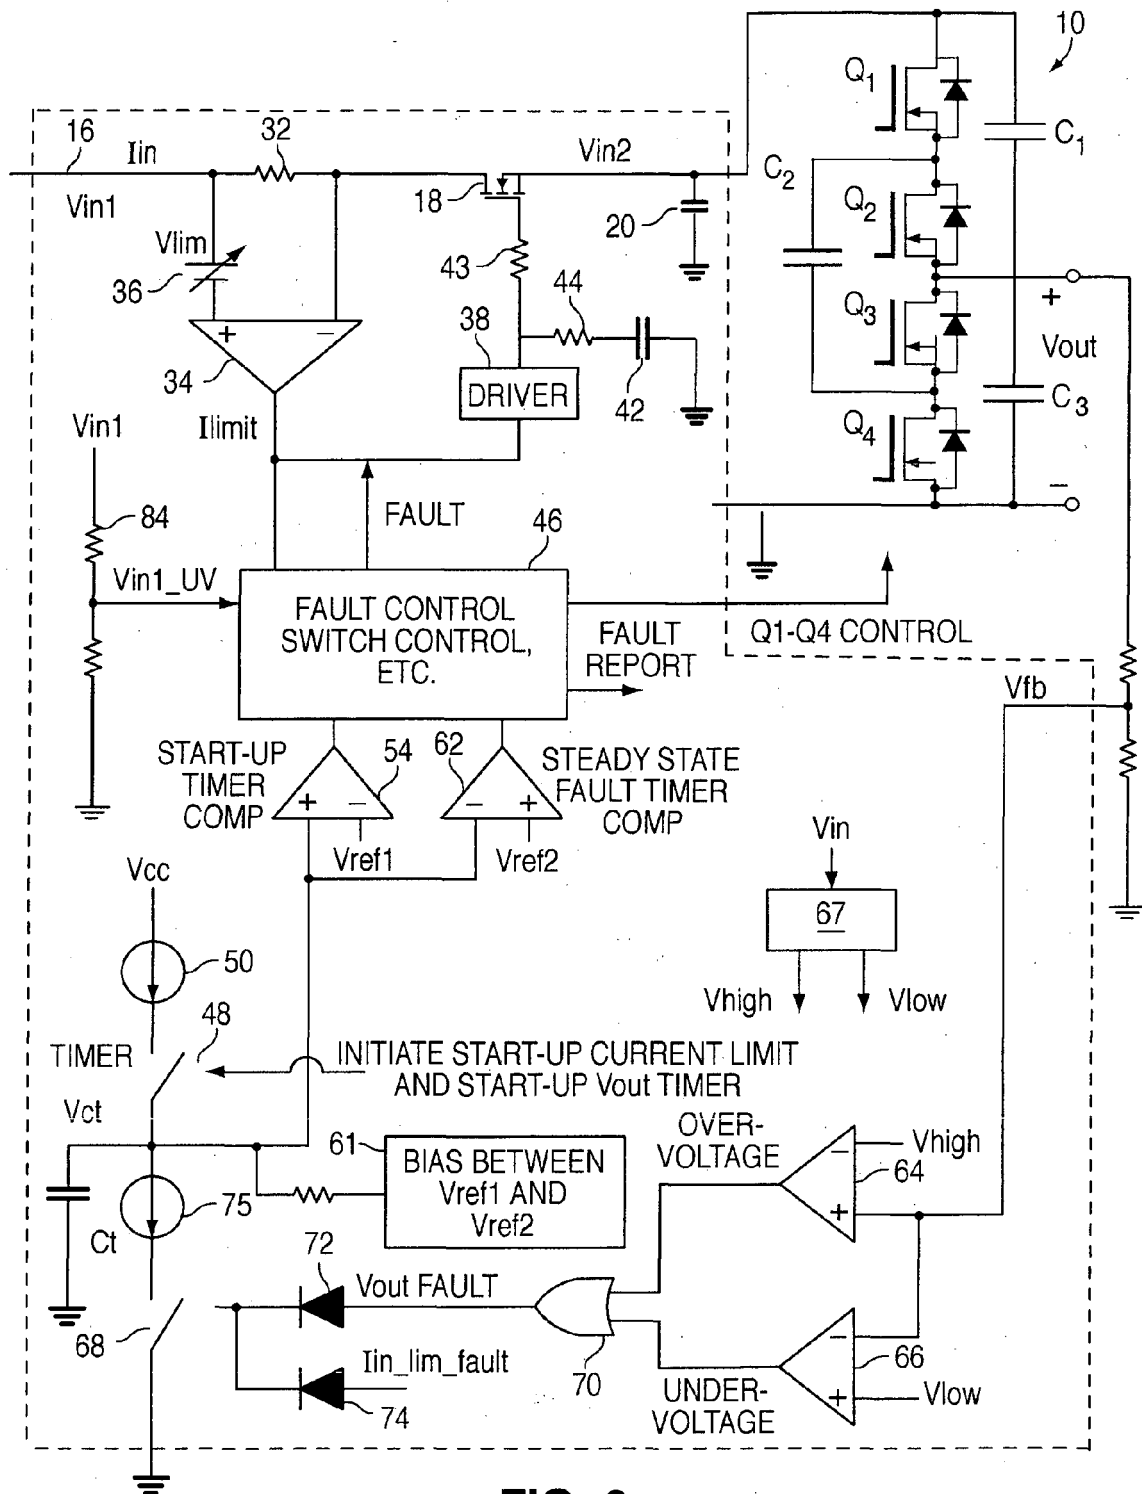 10
Q1
C1
16
Iin
32
Vin2
Vin1
18
20
C2
Q2
Vlim
36
43
44
Q3
+
Vout
38
34
+
−
DRIVER
42
C3
Vin1
Ilimit
Q4
−
84
FAULT
46
Vin1_UV
FAULT CONTROL
SWITCH CONTROL,
ETC.
FAULT
REPORT
Q1-Q4 CONTROL
Vfb
START-UP
TIMER
COMP
54
62
STEADY STATE
FAULT TIMER
COMP
+
−
−
+
Vref1
Vref2
Vin
67
Vhigh
Vlow
Vcc
50
48
TIMER
INITIATE START-UP CURRENT LIMIT
AND START-UP Vout TIMER
Vct
61
BIAS BETWEEN
Vref1 AND
Vref2
OVER-
VOLTAGE
−
Vhigh
64
+
75
Ct
72
Vout FAULT
68
Iin_lim_fault
74
70
−
66
+
Vlow
UNDER-
VOLTAGE